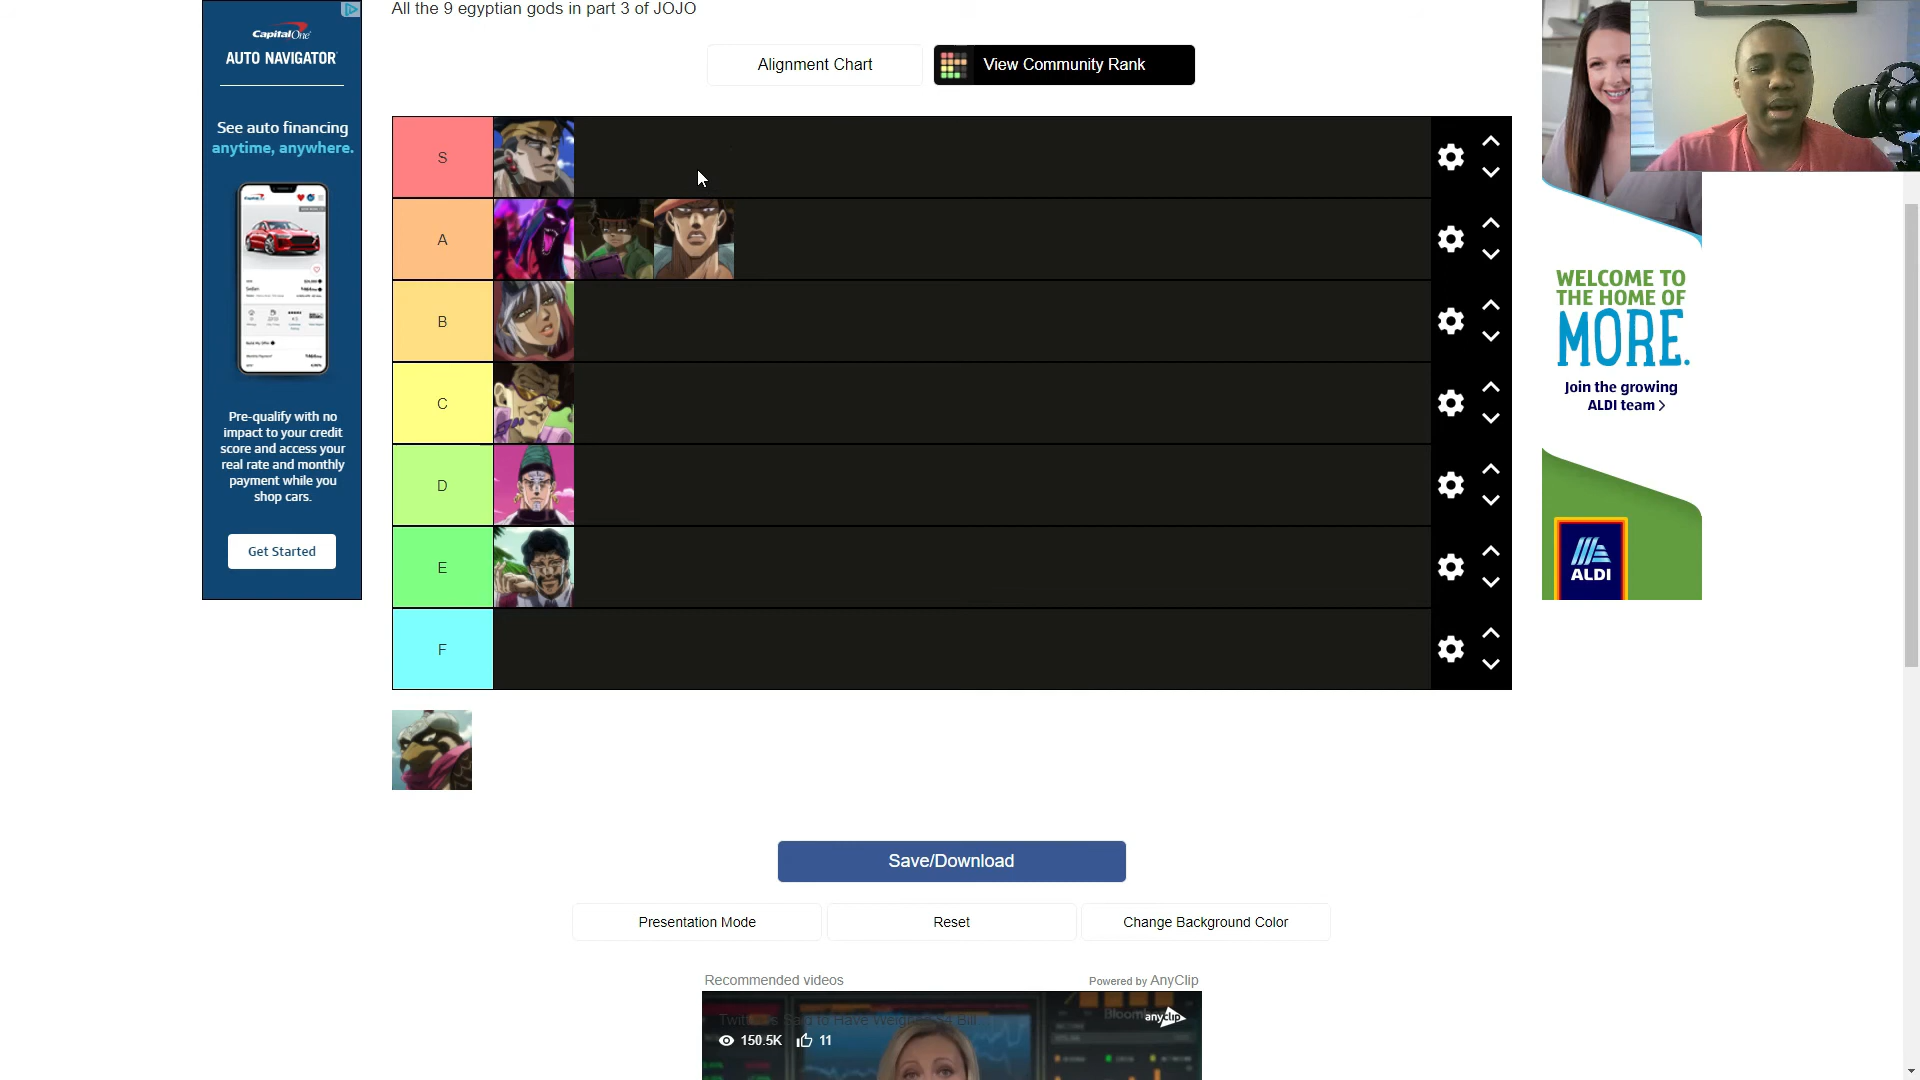 All the 9 egyptian gods in part 3 of JOJO
Alignment Chart
View Community Rank
Capital One
AUTO NAVIGATOR
See auto financing
anytime, anywhere.
Pre-qualify with no
impact to your credit
score and access your
real rate and monthly
payment while you
shop cars.
Get Started
S
A
B
C
D
E
F
WELCOME TO
THE HOME OF
MORE.
Join the growing
ALDI team >
ALDI
Save/Download
Presentation Mode
Reset
Change Background Color
Recommended videos
Powered by AnyClip
anyclip
150.5K
11